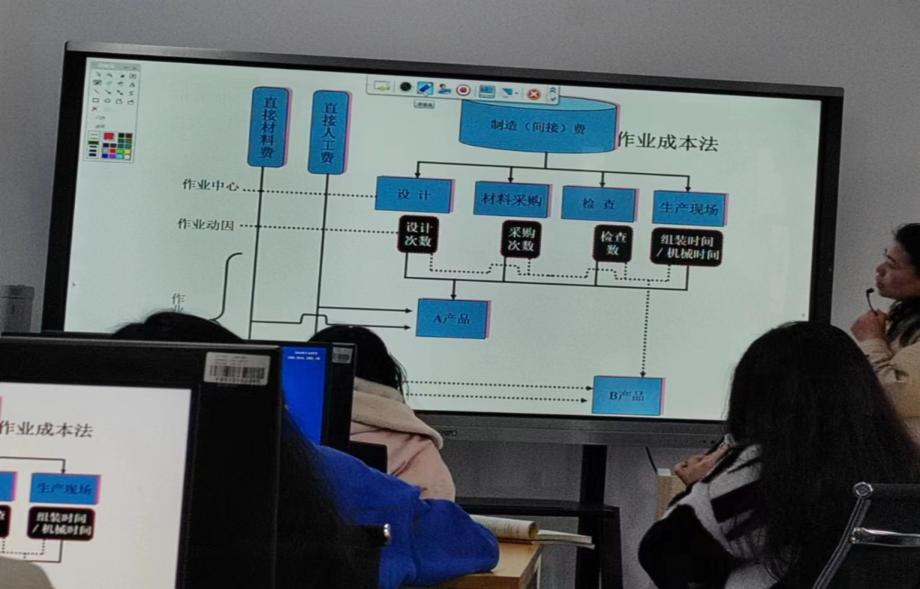 直接材料费
直接人工费
制造（间接）费
作业成本法
作业中心
设 计
材料采购
检 查
生产现场
作业动因
设计
次数
采购
次数
检查
数
组装时间
/机械时间
作
业
A产品
B产品
作业成本法
生产现场
组装时间
/机械时间